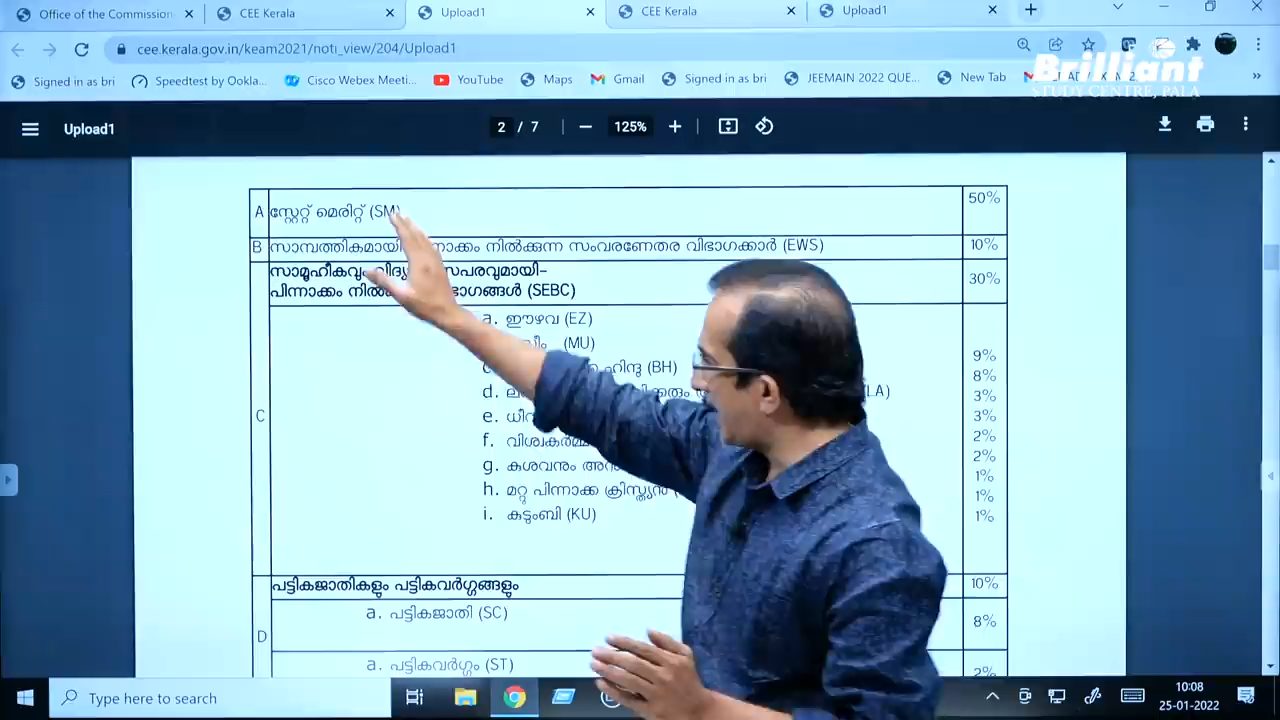 Office of the Commission
CEE Kerala
Upload1
CEE Kerala
Upload1
cee.kerala.gov.in/keam2021/noti_view/204/Upload1
Signed in as bri
Speedtest by Ookla...
Cisco Webex Meeti...
YouTube
Maps
Gmail
Signed in as bri
JEEMAIN 2022 QUE...
New Tab
Brilliant
STUDY CENTRE, PALA
Upload1
2 / 7
125%
A സ്റ്റേറ്റ് മെരിറ്റ് (SM) 50%
B സാമ്പത്തികമായി നിൽക്കുന്ന സംവരണേതര വിഭാഗക്കാർ (EWS) 10%
സാമൂഹികവും
പിന്നാക്കം (SEBC) 30%
C
a. ഈഴവ (EZ)
(MU)
ഹിന്ദു (BH)
d. (LA)
e.
f.
g. കുശവനും
h. മറ്റു പിന്നാക്ക ക്രിസ്ത്യൻ
i. കുടുംബി (KU)
9%
8%
3%
3%
2%
2%
1%
1%
1%
D
പട്ടികജാതികളും പട്ടികവർഗ്ഗങ്ങളും 10%
a. പട്ടികജാതി (SC) 8%
a. പട്ടികവർഗ്ഗം (ST) 2%
Type here to search
10:08
25-01-2022